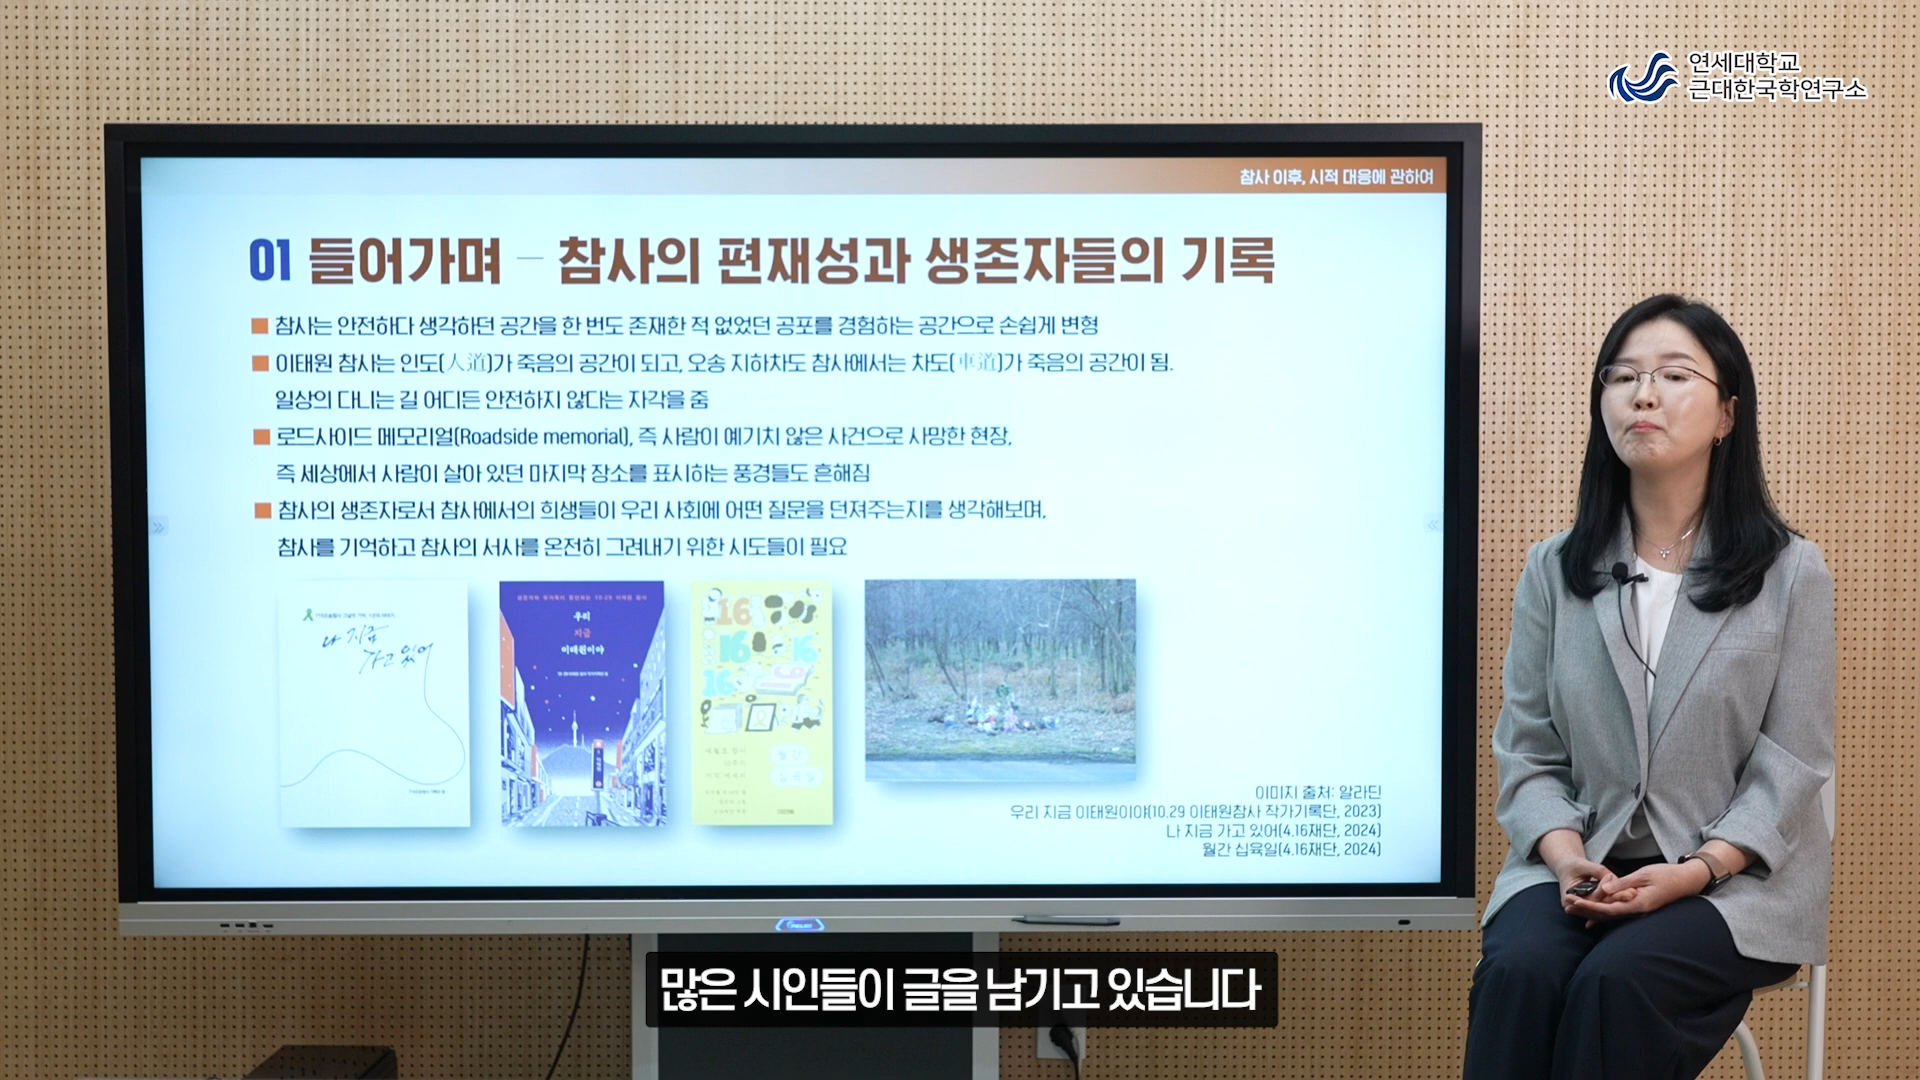 연세대학교
근대한국학연구소
참사 이후, 시적 대응에 관하여
01 들어가며 – 참사의 편재성과 생존자들의 기록
참사는 안전하다 생각하던 공간을 한 번도 존재한 적 없었던 공포를 경험하는 공간으로 손쉽게 변형
이태원 참사는 인도(人道)가 죽음의 공간이 되고, 오송 지하차도 참사에서는 차도(車道)가 죽음의 공간이 됨.
일상의 다니는 길 어디든 안전하지 않다는 자각을 줌
로드사이드 메모리얼(Roadside memorial), 즉 사람이 예기치 않은 사건으로 사망한 현장,
즉 세상에서 사람이 살아 있던 마지막 장소를 표시하는 풍경들도 흔해짐
참사의 생존자로서 참사에서의 희생들이 우리 사회에 어떤 질문을 던져주는지를 생각해보며,
참사를 기억하고 참사의 서사를 온전히 그려내기 위한 시도들이 필요
나 지금
가고 있어
우리
지금
이태원이야
16
16 16
16
월간
십육일
이미지 출처: 알라딘
우리 지금 이태원이야(10.29 이태원참사 작가기록단, 2023)
나 지금 가고 있어(4.16재단, 2024)
월간 십육일(4.16재단, 2024)
많은 시인들이 글을 남기고 있습니다